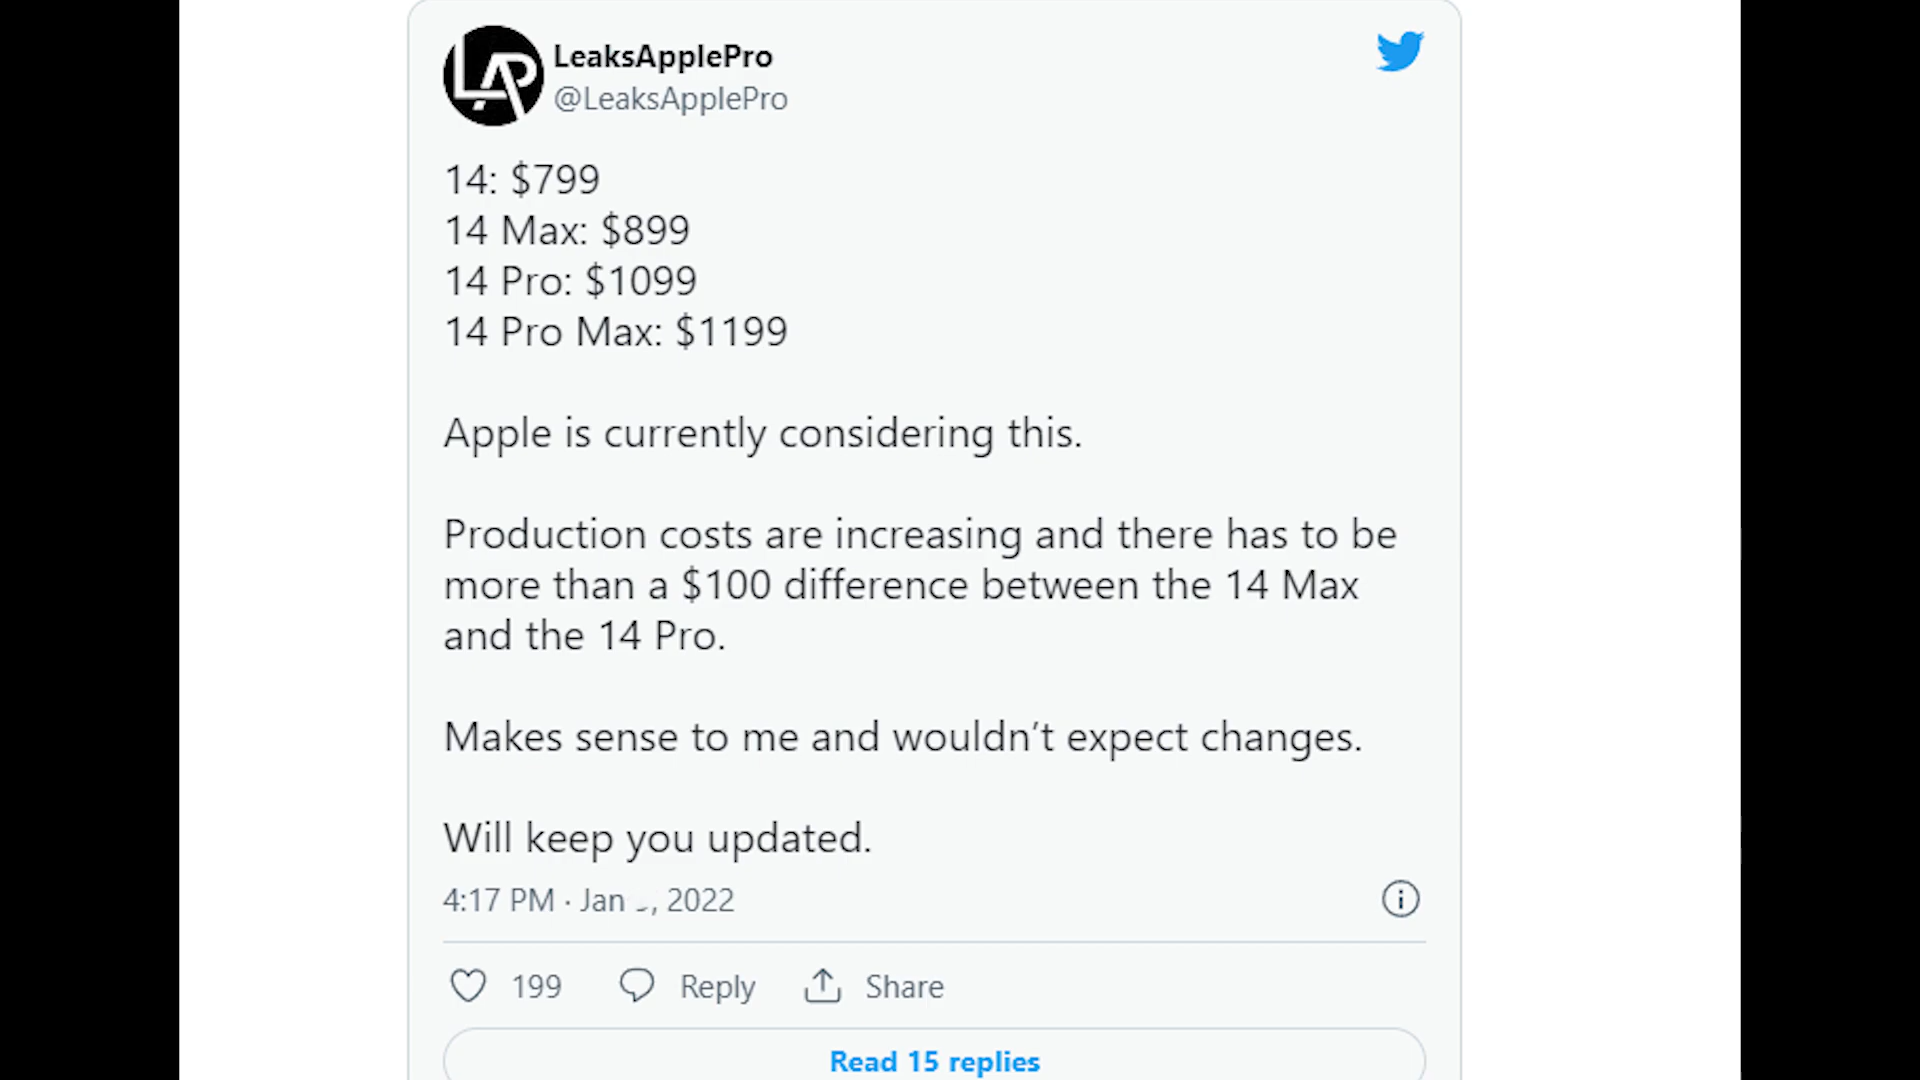 LAP
LeaksApplePro
@LeaksApplePro
14: $799
14 Max: $899
14 Pro: $1099
14 Pro Max: $1199
Apple is currently considering this.
Production costs are increasing and there has to be
more than a $100 difference between the 14 Max
and the 14 Pro.
Makes sense to me and wouldn’t expect changes.
Will keep you updated.
4:17 PM · Jan , 2022
199 Reply Share
Read 15 replies